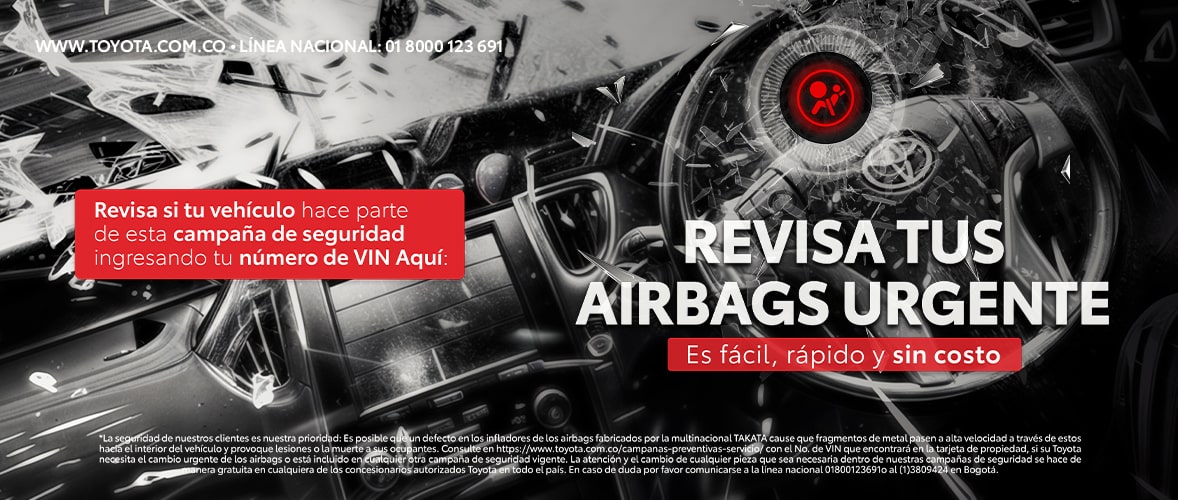 WWW.TOYOTA.COM.CO • LÍNEA NACIONAL: 01 8000 123 691
Revisa si tu vehículo hace parte
de esta campaña de seguridad
ingresando tu número de VIN Aquí:
REVISA TUS
AIRBAGS URGENTE
Es fácil, rápido y sin costo
*La seguridad de nuestros clientes es nuestra prioridad: Es posible que un defecto en los infladores de los airbags fabricados por la multinacional TAKATA cause que fragmentos de metal pasen a alta velocidad a través de estos
hacía el interior del vehículo y provoque lesiones o la muerte a sus ocupantes. Consulte en https://www.toyota.com.co/campanas-preventivas-servicio/ con el No. de VIN que encontrará en la tarjeta de propiedad, si su Toyota
necesita el cambio urgente de los airbags o está incluido en cualquier otra campaña de seguridad vigente. La atención y el cambio de cualquier pieza que sea necesaria dentro de nuestras campañas de seguridad se hace de
manera gratuita en cualquiera de los concesionarios autorizados Toyota en todo el país. En caso de duda por favor comunicarse a la línea nacional 01800123691o al (1)3809424 en Bogotá.